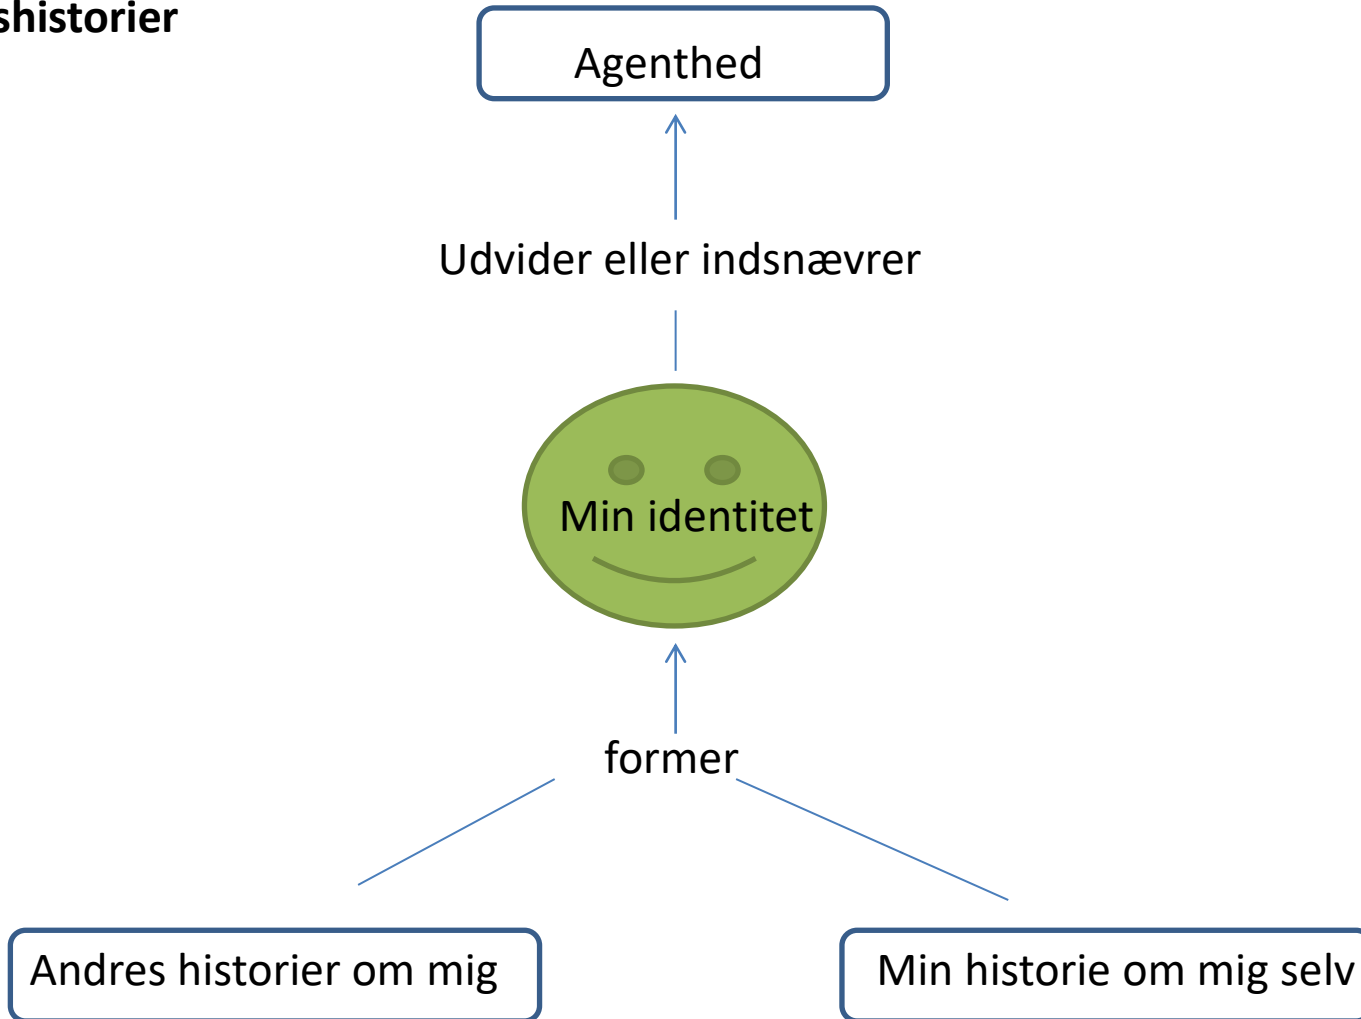 shistorier
Agenthed
Udvider eller indsnævrer
Min identitet
former
Andres historier om mig
Min historie om mig selv